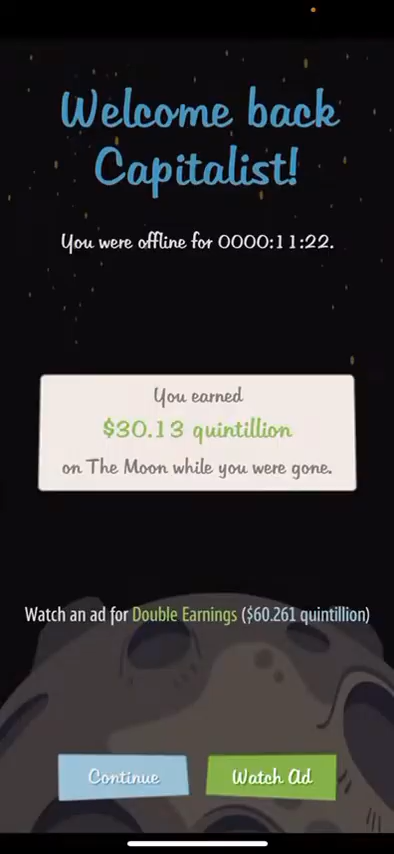 Welcome back
Capitalist!
You were offline for 0000:11:22.
You earned
$30.13 quintillion
on The Moon while you were gone.
Watch an ad for Double Earnings ($60.261 quintillion)
Continue
Watch Ad